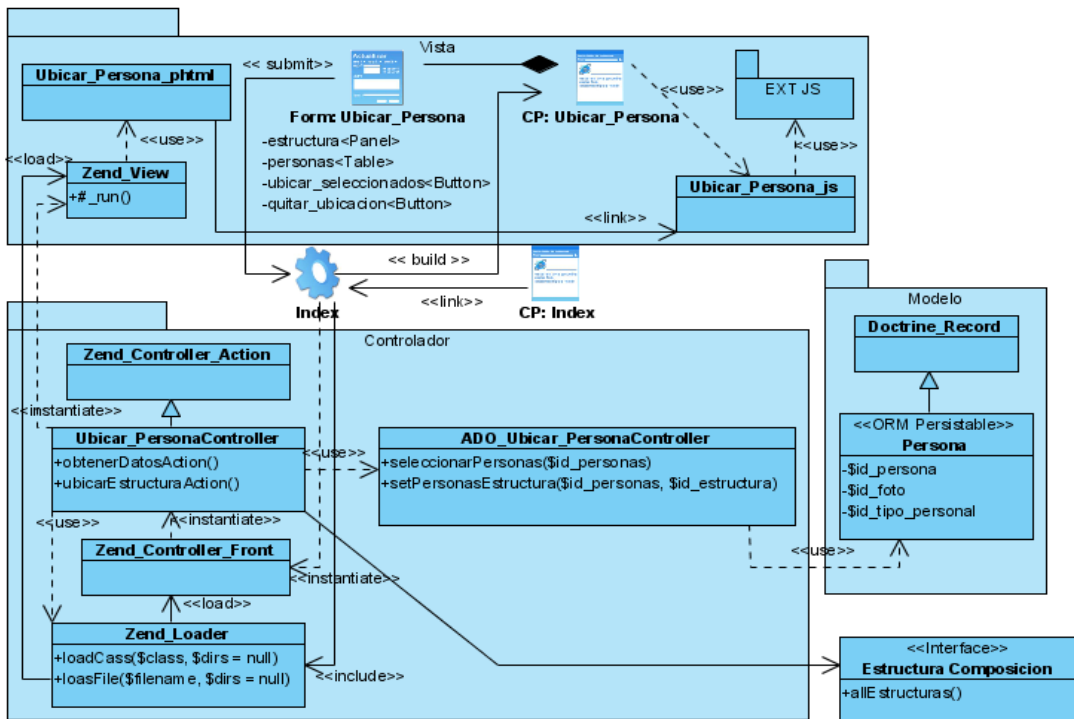 Vista
<< submit>>
Ubicar_Persona_phtml
<<use>>
EXT JS
Form: Ubicar_Persona
CP: Ubicar_Persona
-estructura<Panel>
-personas<Table>
-ubicar_seleccionados<Button>
-quitar_ubicacion<Button>
<<use>>
<<load>>
<<use>>
Zend_View
+#_run()
Ubicar_Persona_js
<<link>>
<< build >>
<<link>>
Index
CP: Index
Modelo
Doctrine_Record
Controlador
Zend_Controller_Action
<<instantiate>>
Ubicar_PersonaController
+obtenerDatosAction()
+ubicarEstructuraAction()
<<use>>
ADO_Ubicar_PersonaController
+seleccionarPersonas($id_personas)
+setPersonasEstructura($id_personas, $id_estructura)
<<ORM Persistable>>
Persona
-$id_persona
-$id_foto
-$id_tipo_personal
<<use>>
<<instantiate>>
Zend_Controller_Front
<<instantiate>>
<<use>>
<<load>>
Zend_Loader
+loadCass($class, $dirs = null)
+loasFile($filename, $dirs = null)
<<include>>
<<Interface>>
Estructura Composicion
+allEstructuras()